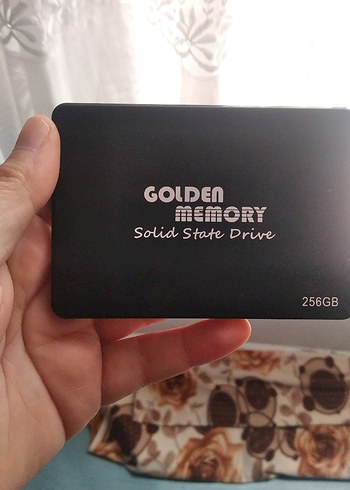 GOLDEN
MEMORY
Solid State Drive
256GB